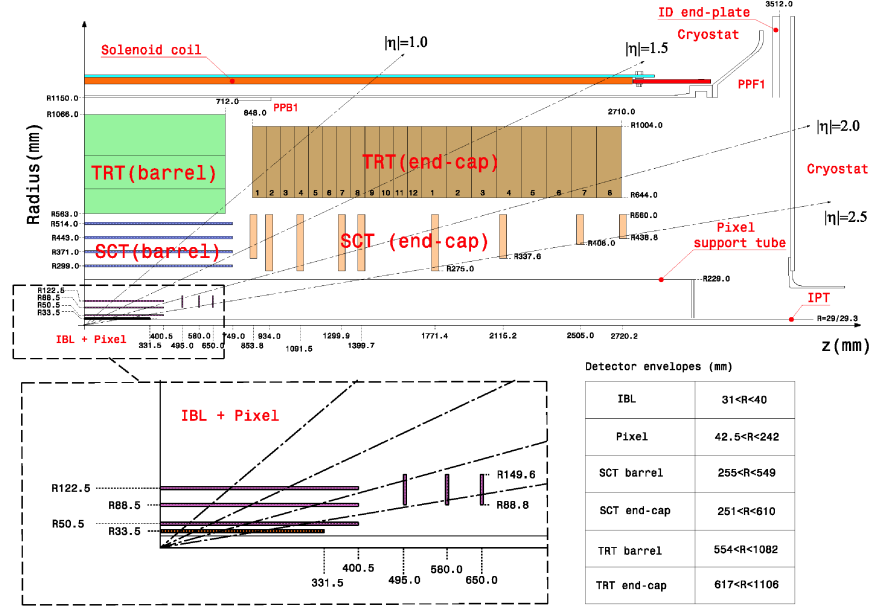 3512.0
ID end-plate
Cryostat
|η|=1.0
|η|=1.5
Solenoid coil
PPF1
R1150.0
712.0
PPB1
R1066.0
848.0
2710.0
R1004.0
|η|=2.0
Radius(mm)
TRT(barrel)
TRT(end-cap)
Cryostat
1 2 3 4 5 6 7 8 9 10 11 12 1 2 3 4 5 6 7 8
R644.0
R563.0
R514.0
R443.0
R371.0
R299.0
SCT(barrel)
SCT (end-cap)
R560.0
R438.8
R408.0
R337.6
R275.0
|η|=2.5
Pixel
support tube
R229.0
R122.5
R88.5
R50.5
R33.5
IPT
R=29/29.3
IBL + Pixel
400.5 580.0 749.0 934.0 1299.9 1771.4 2115.2 2505.0 2720.2
331.5 495.0 650.0 853.8 1091.5 1399.7
z(mm)
IBL + Pixel
R122.5
R88.5
R50.5
R33.5
R149.6
R88.8
400.5 580.0
331.5 495.0 650.0
Detector envelopes (mm)
IBL 31<R<40
Pixel 42.5<R<242
SCT barrel 255<R<549
SCT end-cap 251<R<610
TRT barrel 554<R<1082
TRT end-cap 617<R<1106